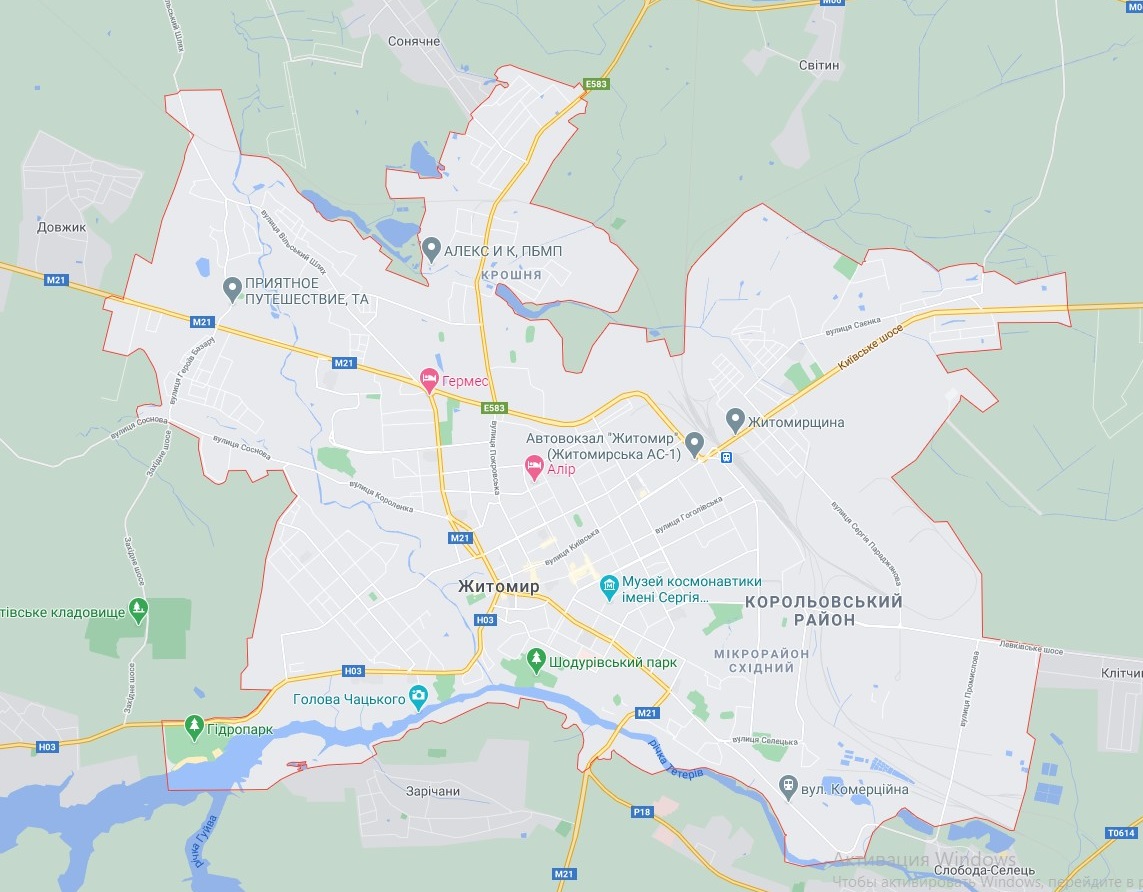 M06
M0
Сонячне
ський Шлях
Світин
E583
Довжик
вулиця Вільський Шлях
АЛЕКС И К, ПБМП
КРОШНЯ
M21
ПРИЯТНОЕ
ПУТЕШЕСТВИЕ, ТА
M21
вулиця Саєнка
Київське шосе
вулиця Героїв Базару
M21
Гермес
E583
вулиця Покровська
Житомирщина
Автовокзал "Житомир"
(Житомирська АС-1)
вулиця Соснова
Західне шосе
вулиця Соснова
Алір
вулиця Короленка
вулиця Гоголівська
вулиця Сергія Параджанова
M21
вулиця Київська
Західне шосе
Житомир
Музей космонавтики
імені Сергія...
КОРОЛЬОВСЬКИЙ
РАЙОН
тівське кладовище
H03
Левківське шосе
МІКРОРАЙОН
СХІДНИЙ
Шодурівський парк
H03
Клітчин
Західне шосе
вулиця Промислова
Голова Чацького
M21
Гідропарк
H03
вулиця Селецька
річка Тетерів
Зарічани
вул. Комерційна
P18
річка Гуйва
T0614
M21
Слобода-Селець
Активация Windows
Чтобы активировать Windows, перейдите в р